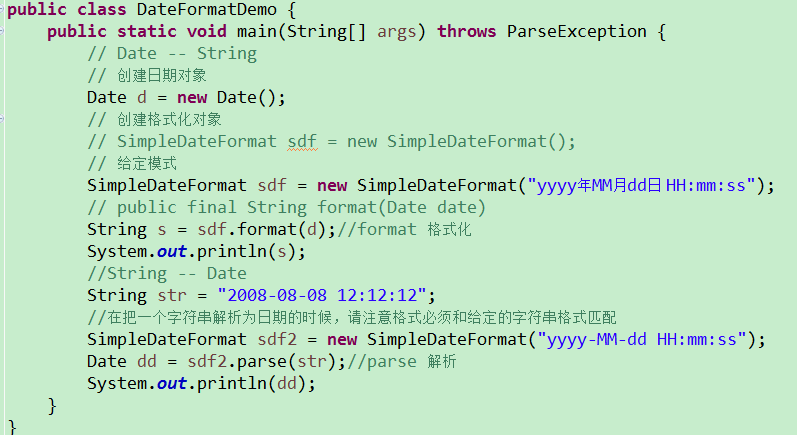 public class DateFormatDemo {
    public static void main(String[] args) throws ParseException {
        // Date -- String
        // 创建日期对象
        Date d = new Date();
        // 创建格式化对象
        // SimpleDateFormat sdf = new SimpleDateFormat();
        // 给定模式
        SimpleDateFormat sdf = new SimpleDateFormat("yyyy年MM月dd日 HH:mm:ss");
        // public final String format(Date date)
        String s = sdf.format(d);//format 格式化
        System.out.println(s);
        //String -- Date
        String str = "2008-08-08 12:12:12";
        //在把一个字符串解析为日期的时候，请注意格式必须和给定的字符串格式匹配
        SimpleDateFormat sdf2 = new SimpleDateFormat("yyyy-MM-dd HH:mm:ss");
        Date dd = sdf2.parse(str);//parse 解析
        System.out.println(dd);
    }
}